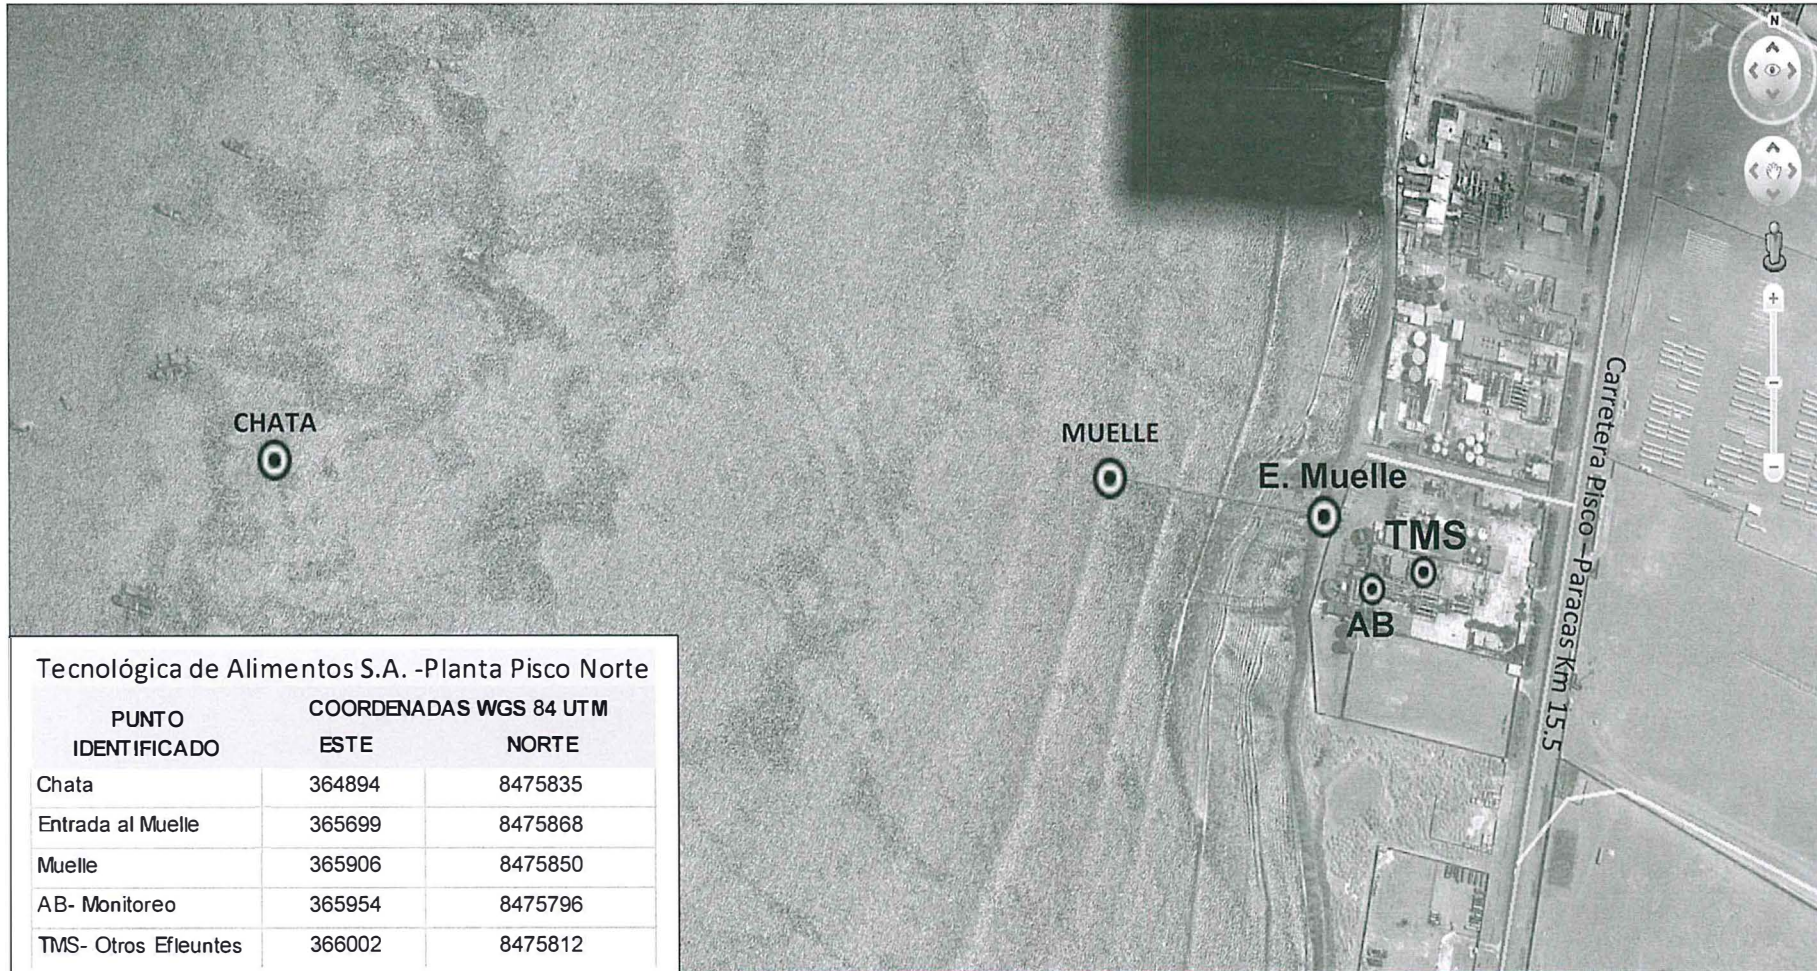 N
CHATA
MUELLE
E. Muelle
TMS
AB
Carretera Pisco - Paracas Km 15.5
Tecnológica de Alimentos S.A. -Planta Pisco Norte
PUNTO IDENTIFICADO COORDENADAS WGS 84 UTM
ESTE NORTE
Chata 364894 8475835
Entrada al Muelle 365699 8475868
Muelle 365906 8475850
AB- Monitoreo 365954 8475796
TMS- Otros Efleuntes 366002 8475812